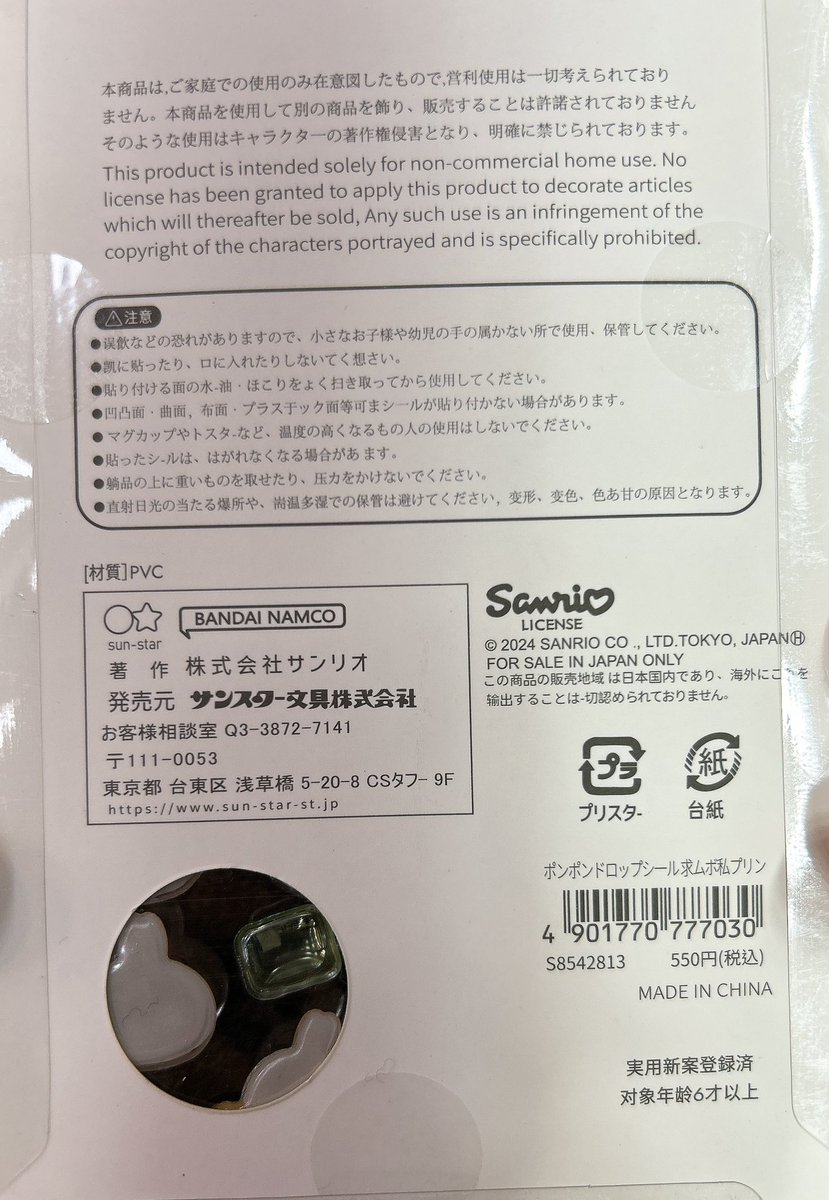 本商品は,ご家庭での使用のみ在意図したもので,営利使用は一切考えられており
ません。本商品を使用して別の商品を飾り、販売することは許諾されておりません
そのような使用はキャラクターの著作権侵害となり、明確に禁じられております。
This product is intended solely for non-commercial home use. No
license has been granted to apply this product to decorate articles
which will thereafter be sold, Any such use is an infringement of the
copyright of the characters portrayed and is specifically prohibited.
注意
●误飲などの恐れがありますので、小さなお子様や幼児の手の属かない所で使用、保管してください。
●凯に貼ったり、口に入れたりしないてく想さい。
●貼り付ける面の水-油・ほこりをょく扫き取ってから使用してください。
●凹凸面・曲面，布面・プラス于ック面等可まシールが貼り付かない場合があります。
●マグカップやトスタ-など、温度の高くなるもの人の使用はしないでください。
●貼ったシ-ルは、はがれなくなる場合があ ます。
●躺品の上に重いものを取せたり、圧力をかけないでください。
●直射日光の当たる爆所や、崗温多湿での保管は避けてください，变形、变色、色あ甘の原因となります。
[材質]PVC
sun-star
BANDAI NAMCO
著 作 株式会社サンリオ
発売元 サンスター文具株式会社
お客様相談室 Q3-3872-7141
〒111-0053
東京都 台東区 浅草橋 5-20-8 CSタフ- 9F
https://www.sun-star-st.jp
Sanrio
LICENSE
© 2024 SANRIO CO ., LTD.TOKYO, JAPANⒽ
FOR SALE IN JAPAN ONLY
この商品の販売地域 は日本国内であり、海外にこれを
輸出することは-切認められておりません。
プラ
紙
プリスタ-
台紙
ポンポンドロップシール求ムボ私プリン
4 901770 777030
S8542813 550円(税込)
MADE IN CHINA
実用新案登録済
对象年齢6才以上